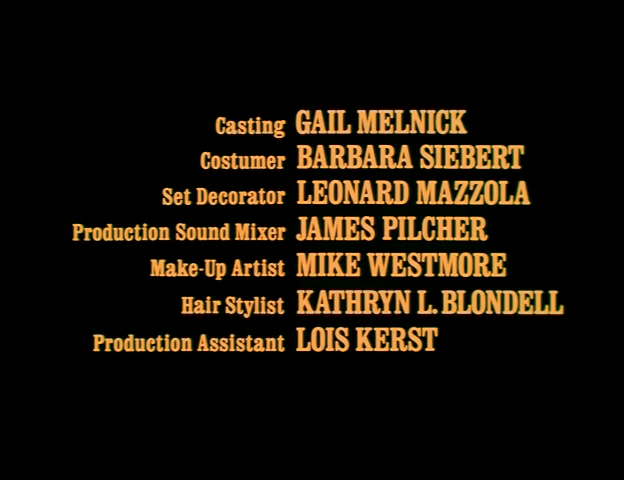 Casting GAIL MELNICK
Costumer BARBARA SIEBERT
Set Decorator LEONARD MAZZOLA
Production Sound Mixer JAMES PILCHER
Make-Up Artist MIKE WESTMORE
Hair Stylist KATHRYN L. BLONDELL
Production Assistant LOIS KERST